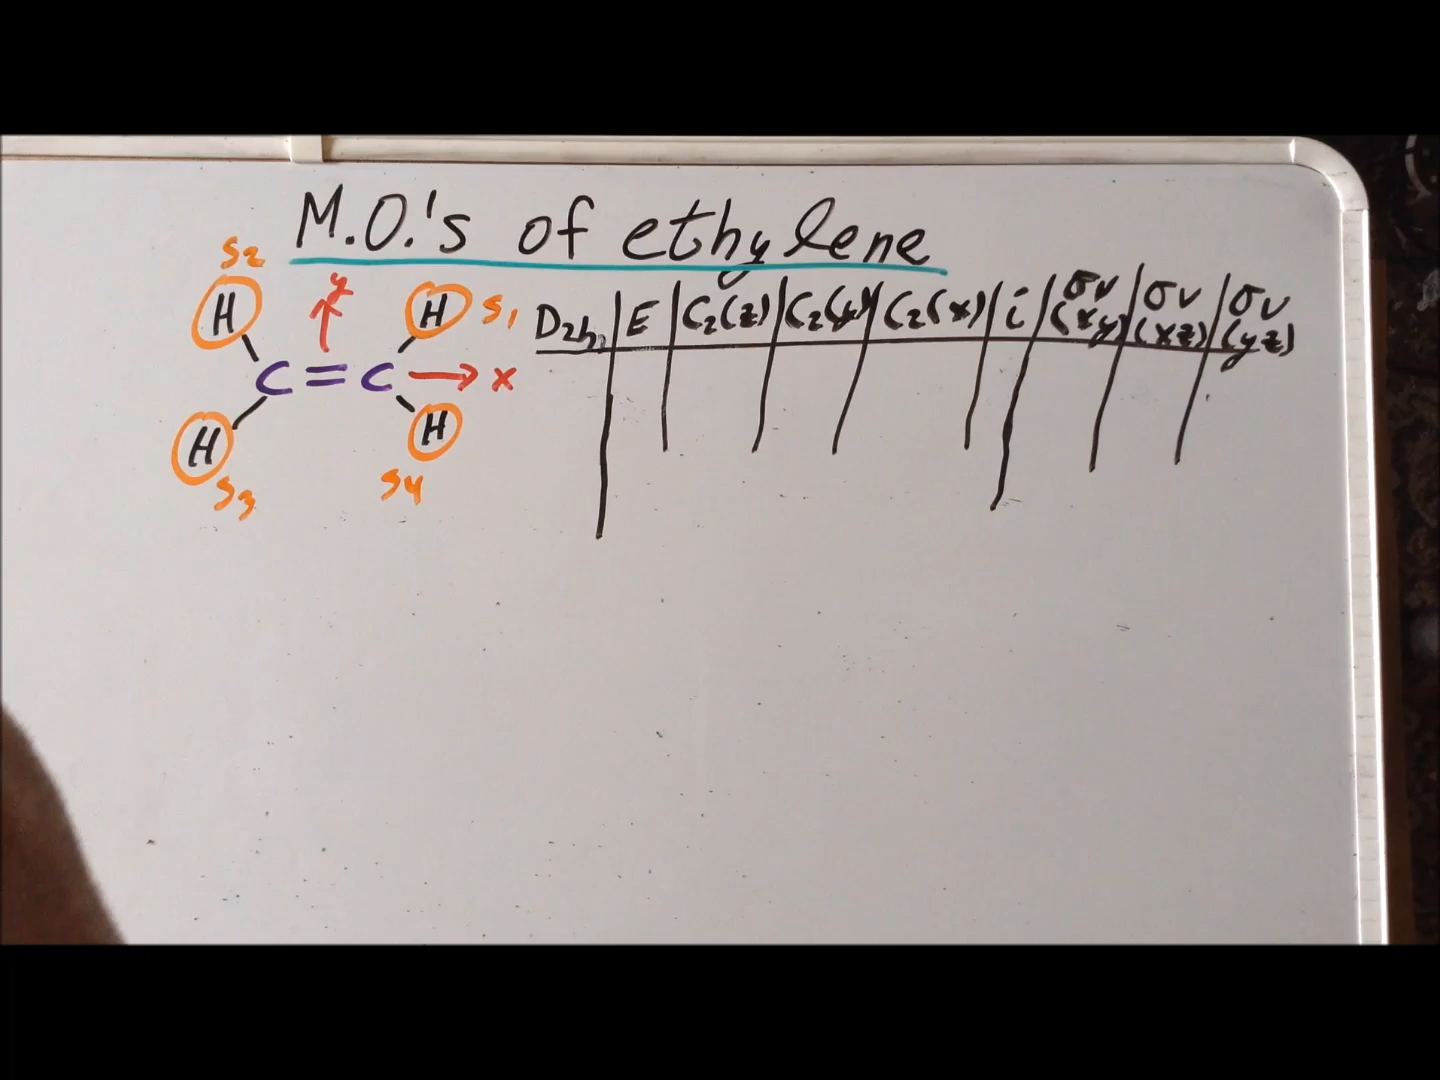 M.O.'s of ethylene
S2
H
y
H S1
C = C → x
H
H
S3
S4
D2h E C2(z) C2(y) C2(x) i σv(xy) σv(xz) σv(yz)